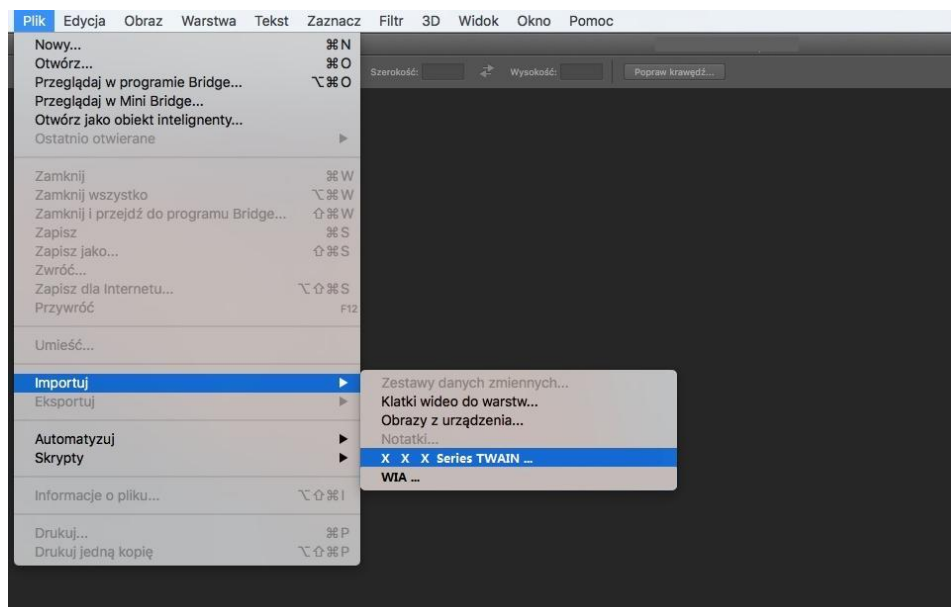 Plik Edycja Obraz Warstwa Tekst Zaznacz Filtr 3D Widok Okno Pomoc
Szerokość: Wysokość: Popraw krawędź...
Nowy... ⌘N
Otwórz... ⌘O
Przeglądaj w programie Bridge... ⌥⌘O
Przeglądaj w Mini Bridge...
Otwórz jako obiekt inteligenty...
Ostatnio otwierane ▶
Zamknij ⌘W
Zamknij wszystko ⌥⌘W
Zamknij i przejdź do programu Bridge... ⇧⌘W
Zapisz ⌘S
Zapisz jako... ⇧⌘S
Zwróć...
Zapisz dla Internetu... ⌥⇧⌘S
Przywróć F12
Umieść...
Importuj ▶
Eksportuj ▶
Automatyzuj ▶
Skrypty ▶
Informacje o pliku... ⌥⇧⌘I
Drukuj... ⌘P
Drukuj jedną kopię ⌥⇧⌘P
Zestawy danych zmiennych...
Klatki wideo do warstw...
Obrazy z urządzenia...
Notatki...
X X X Series TWAIN ...
WIA ...